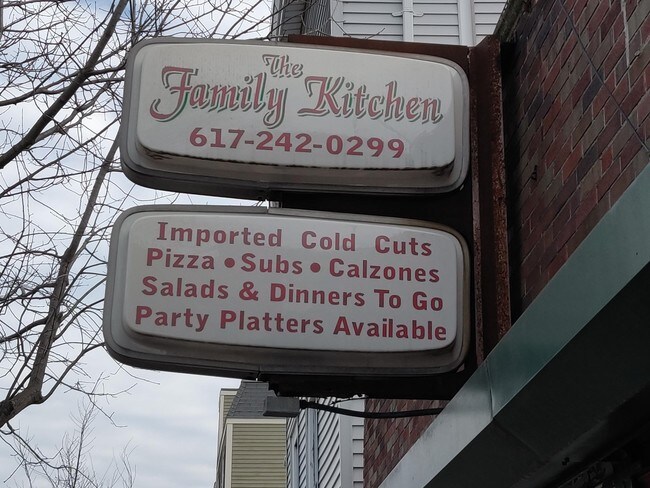 The
Family Kitchen
617-242-0299
Imported Cold Cuts
Pizza • Subs • Calzones
Salads & Dinners To Go
Party Platters Available